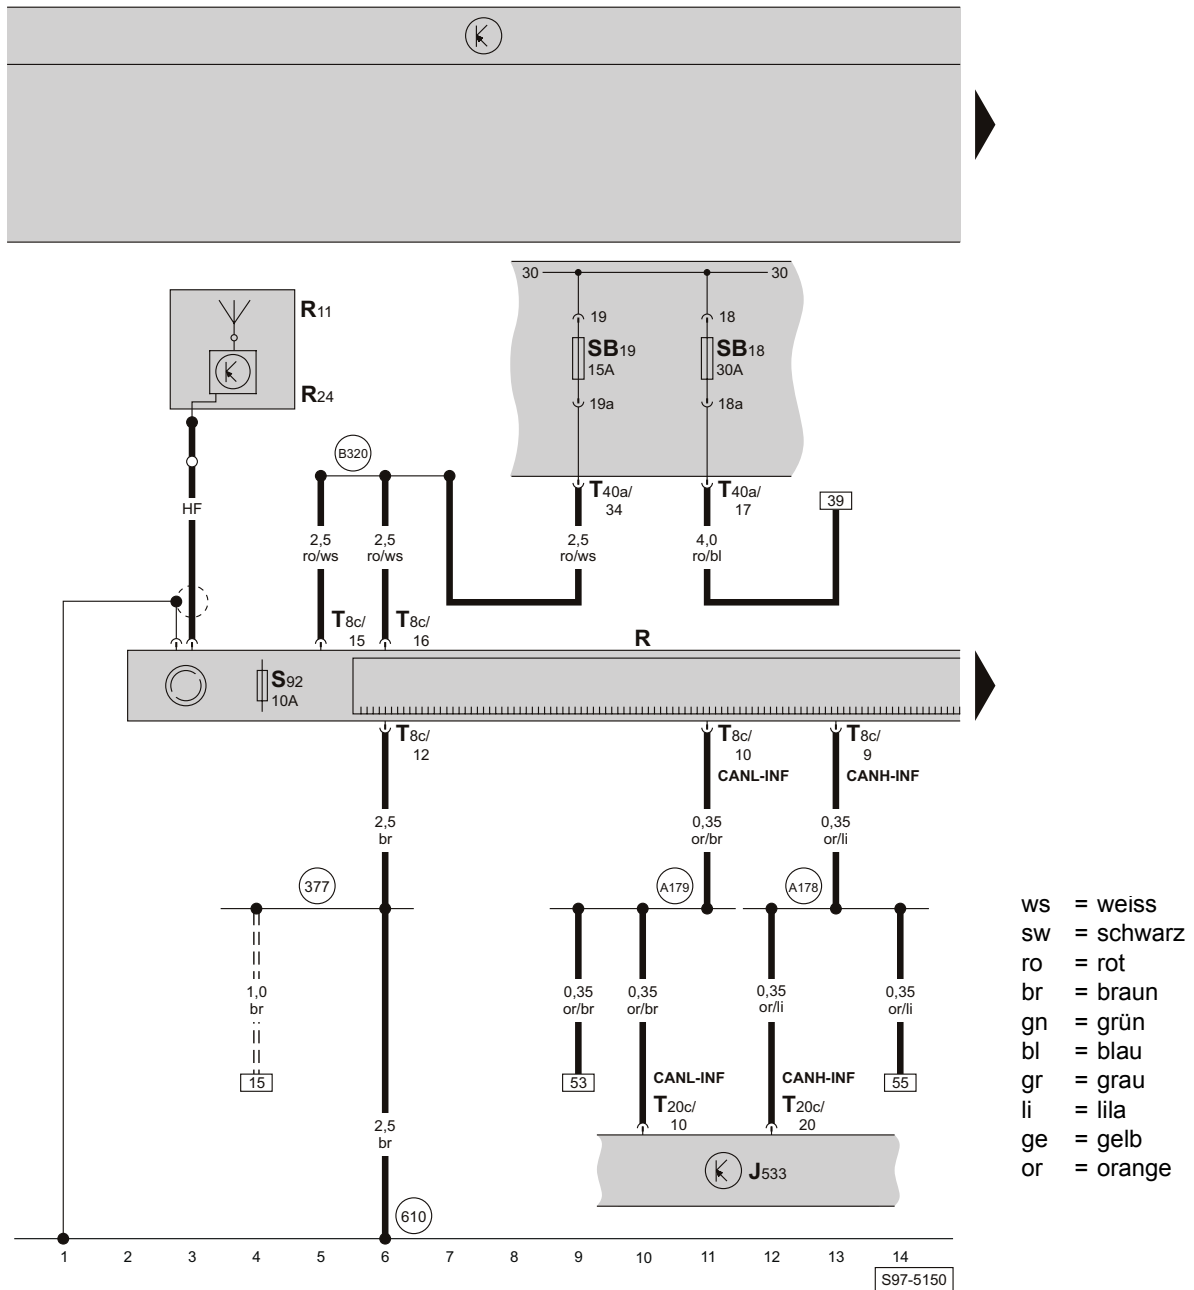 30 30
19 18
SB19 SB18
15A 30A
19a 18a
R11
R24
B320
T40a/ T40a/
34 17
39
HF
2,5 2,5 2,5 4,0
ro/ws ro/ws ro/ws ro/bl
T8c/ T8c/
15 16
R
S92
10A
T8c/ T8c/ T8c/
12 10 9
CANL-INF CANH-INF
2,5 0,35 0,35
br or/br or/li
377 A179 A178
ws = weiss
sw = schwarz
ro = rot
br = braun
gn = grün
bl = blau
gr = grau
li = lila
ge = gelb
or = orange
1,0 0,35 0,35 0,35 0,35
br or/br or/br or/li or/li
15 53 55
CANL-INF CANH-INF
T20c/ T20c/
10 20
2,5
br
J533
610
1 2 3 4 5 6 7 8 9 10 11 12 13 14
S97-5150